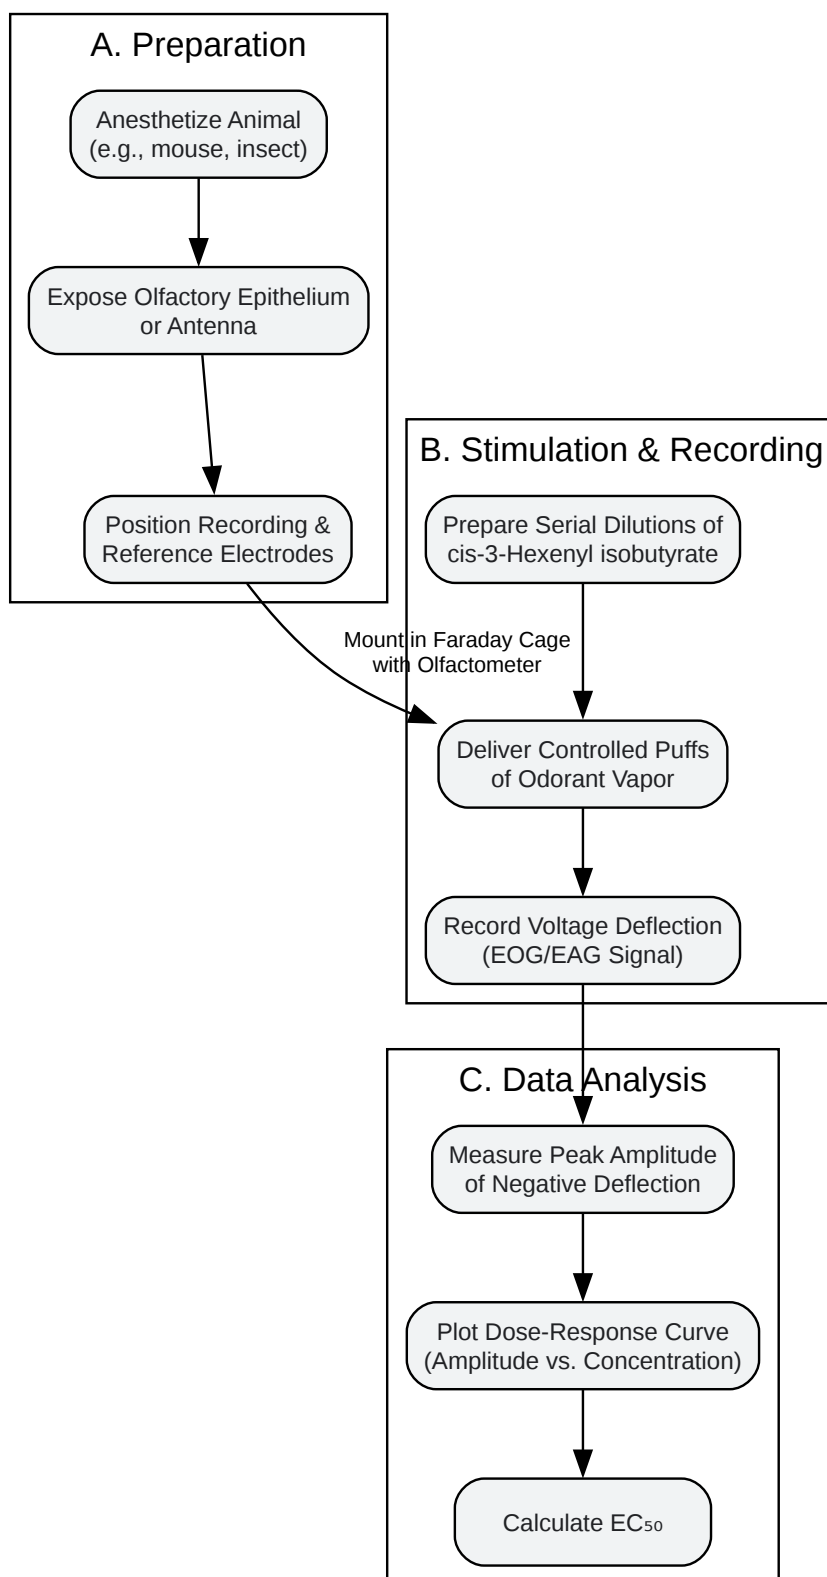 A. Preparation
Anesthetize Animal
(e.g., mouse, insect)
Expose Olfactory Epithelium
or Antenna
Position Recording &
Reference Electrodes
Mount in Faraday Cage
with Olfactometer
B. Stimulation & Recording
Prepare Serial Dilutions of
cis-3-Hexenyl isobutyrate
Deliver Controlled Puffs
of Odorant Vapor
Record Voltage Deflection
(EOG/EAG Signal)
C. Data Analysis
Measure Peak Amplitude
of Negative Deflection
Plot Dose-Response Curve
(Amplitude vs. Concentration)
Calculate EC₅₀